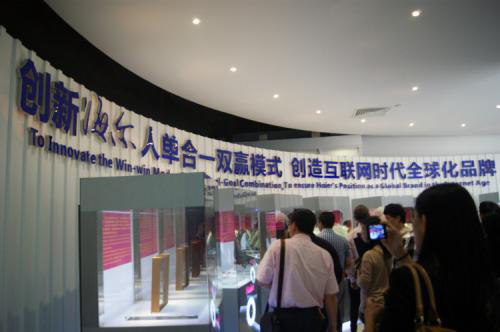 创新海尔人单合一双赢模式 创造互联网时代全球化品牌
To Innovate the Win-win Mo Goal Combination, To ensure Haier's Position as a Global Brand in the Internet Age